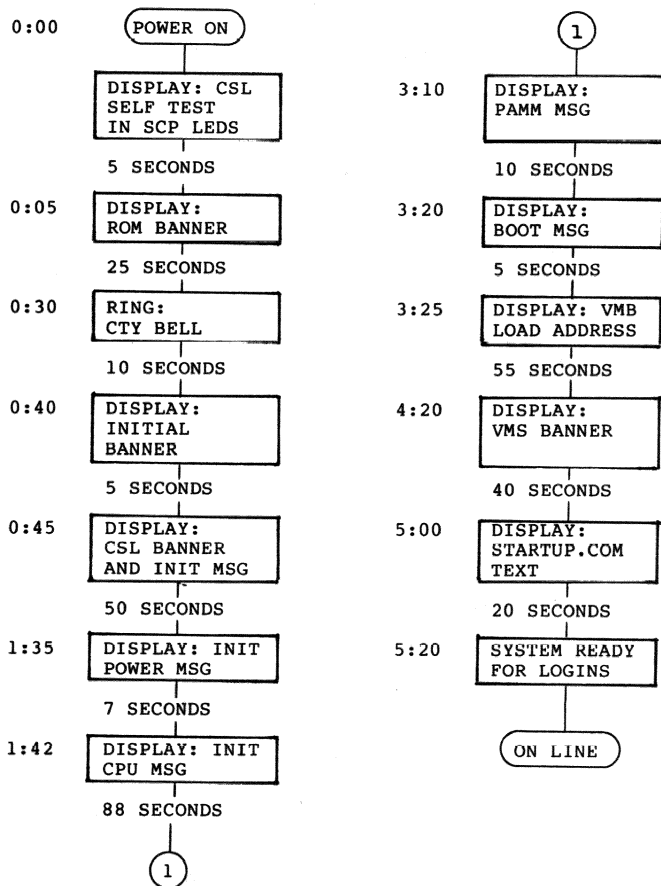 0:00
POWER ON
DISPLAY: CSL
SELF TEST
IN SCP LEDS
5 SECONDS
0:05
DISPLAY:
ROM BANNER
25 SECONDS
0:30
RING:
CTY BELL
10 SECONDS
0:40
DISPLAY:
INITIAL
BANNER
5 SECONDS
0:45
DISPLAY:
CSL BANNER
AND INIT MSG
50 SECONDS
1:35
DISPLAY: INIT
POWER MSG
7 SECONDS
1:42
DISPLAY: INIT
CPU MSG
88 SECONDS
1
1
3:10
DISPLAY:
PAMM MSG
10 SECONDS
3:20
DISPLAY:
BOOT MSG
5 SECONDS
3:25
DISPLAY: VMB
LOAD ADDRESS
55 SECONDS
4:20
DISPLAY:
VMS BANNER
40 SECONDS
5:00
DISPLAY:
STARTUP.COM
TEXT
20 SECONDS
5:20
SYSTEM READY
FOR LOGINS
ON LINE